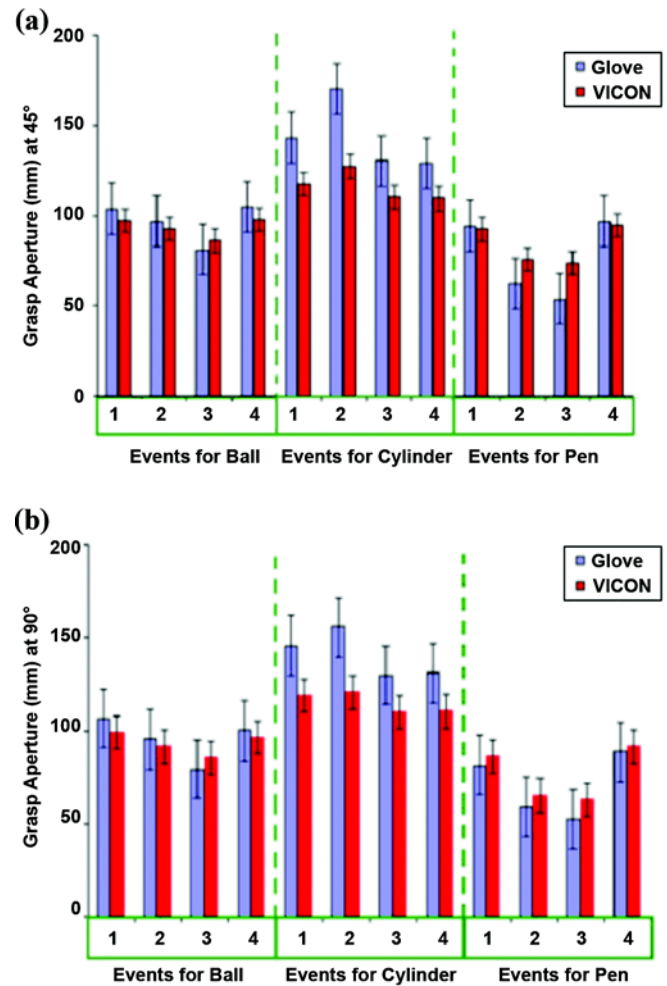 (a)
200
150
100
50
0
Grasp Aperture (mm) at 45°
Glove
VICON
1 2 3 4 1 2 3 4 1 2 3 4
Events for Ball Events for Cylinder Events for Pen
(b)
200
150
100
50
0
Grasp Aperture (mm) at 90°
Glove
VICON
1 2 3 4 1 2 3 4 1 2 3 4
Events for Ball Events for Cylinder Events for Pen